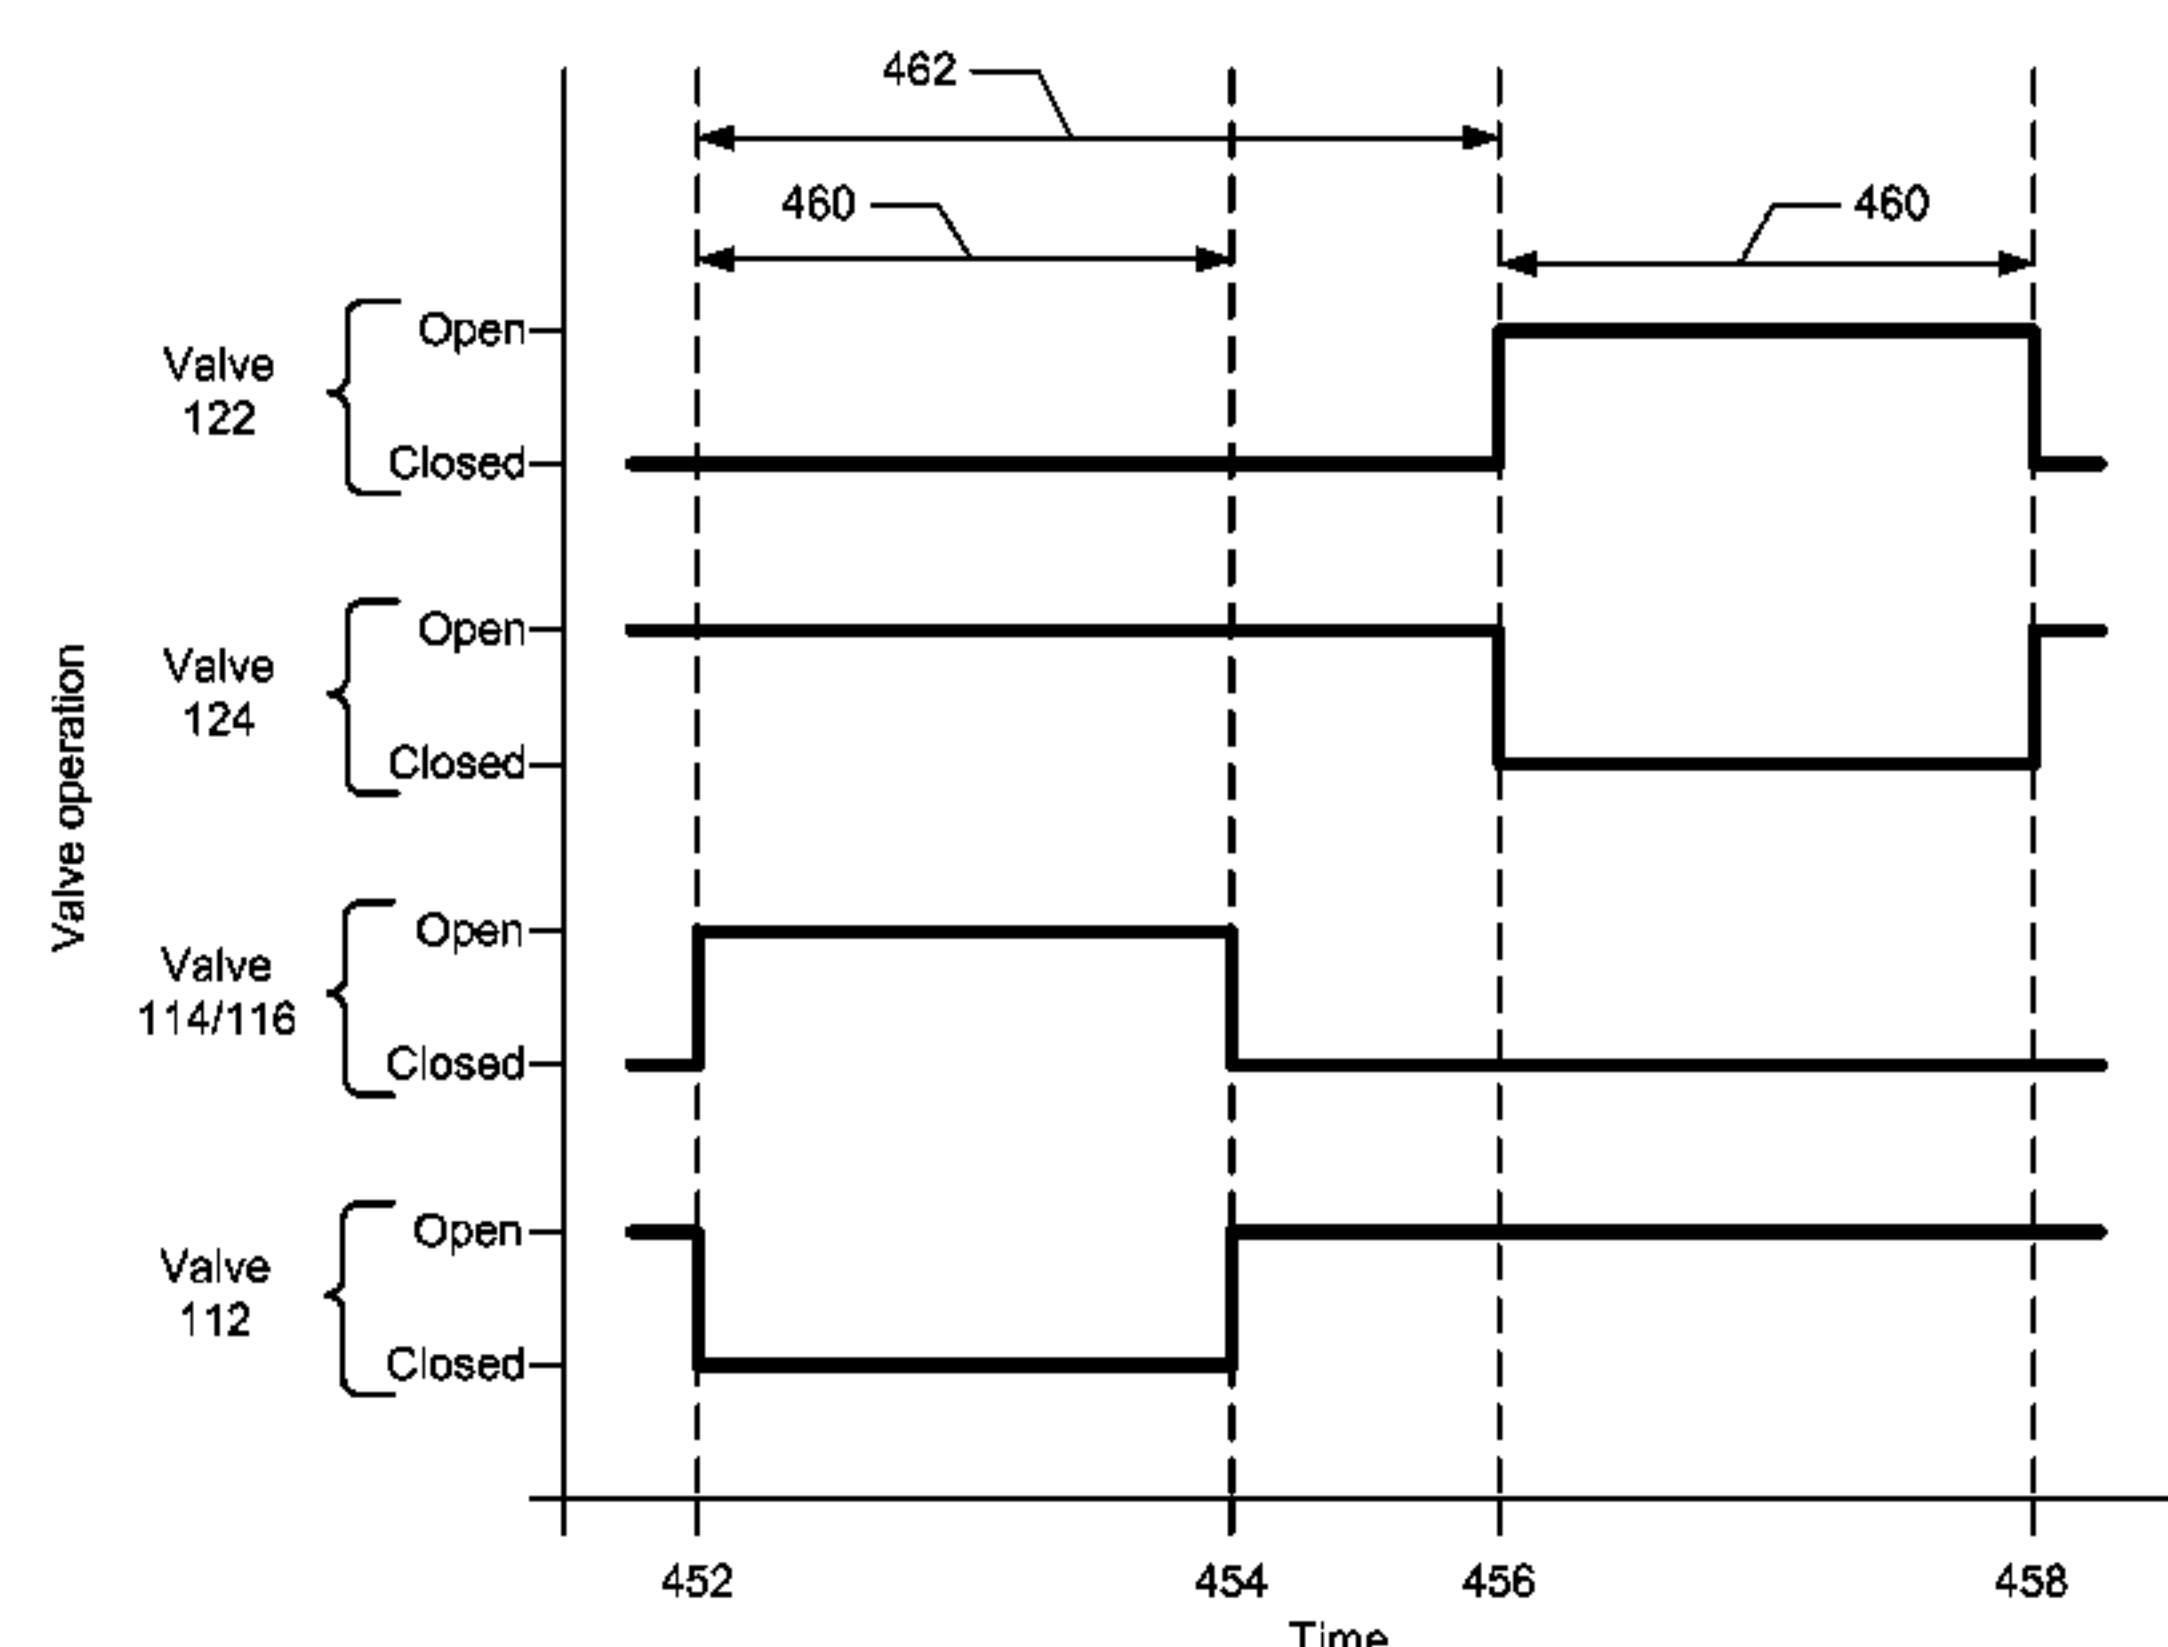 462
460
460
Open
Valve
122
Closed
Open
Valve
124
Closed
Valve operation
Open
Valve
114/116
Closed
Open
Valve
112
Closed
452
454
456
458
Time